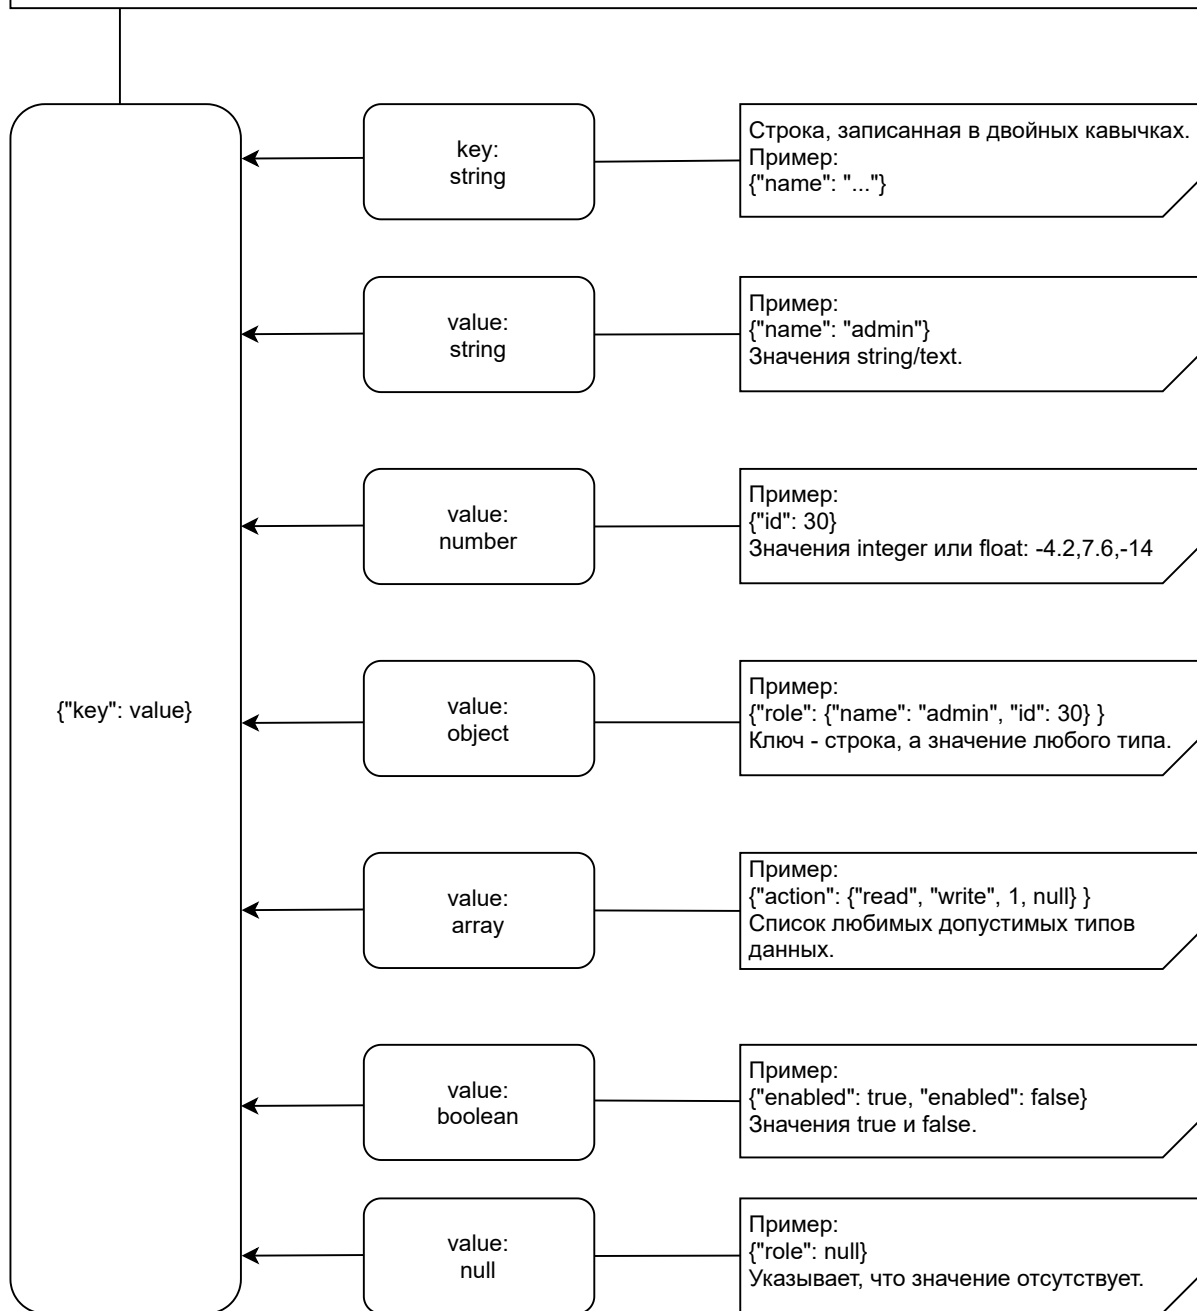 key:
string
Строка, записанная в двойных кавычках.
Пример:
{"name": "..."}
value:
string
Пример:
{"name": "admin"}
Значения string/text.
value:
number
Пример:
{"id": 30}
Значения integer или float: -4.2,7.6,-14
{"key": value}
value:
object
Пример:
{"role": {"name": "admin", "id": 30} }
Ключ - строка, а значение любого типа.
value:
array
Пример:
{"action": {"read", "write", 1, null} }
Список любимых допустимых типов
данных.
value:
boolean
Пример:
{"enabled": true, "enabled": false}
Значения true и false.
value:
null
Пример:
{"role": null}
Указывает, что значение отсутствует.